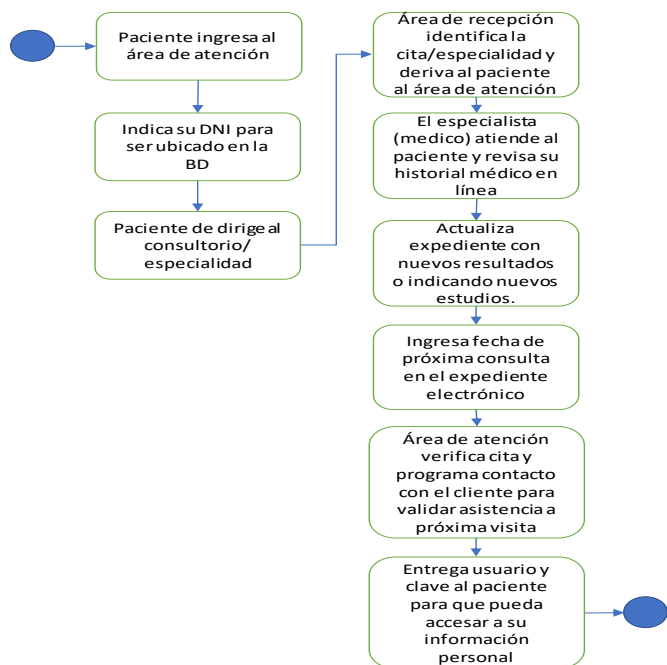 Paciente ingresa al
área de atención
Indica su DNI para
ser ubicado en la
BD
Paciente de dirige al
consultorio/
especialidad
Área de recepción
identifica la
cita/especialidad y
deriva al paciente
al área de atención
El especialista
(medico) atiende al
paciente y revisa su
historial médico en
línea
Actualiza
expediente con
nuevos resultados
o indicando nuevos
estudios.
Ingresa fecha de
próxima consulta
en el expediente
electrónico
Área de atención
verifica cita y
programa contacto
con el cliente para
validar asistencia a
próxima visita
Entrega usuario y
clave al paciente
para que pueda
accesar a su
información
personal